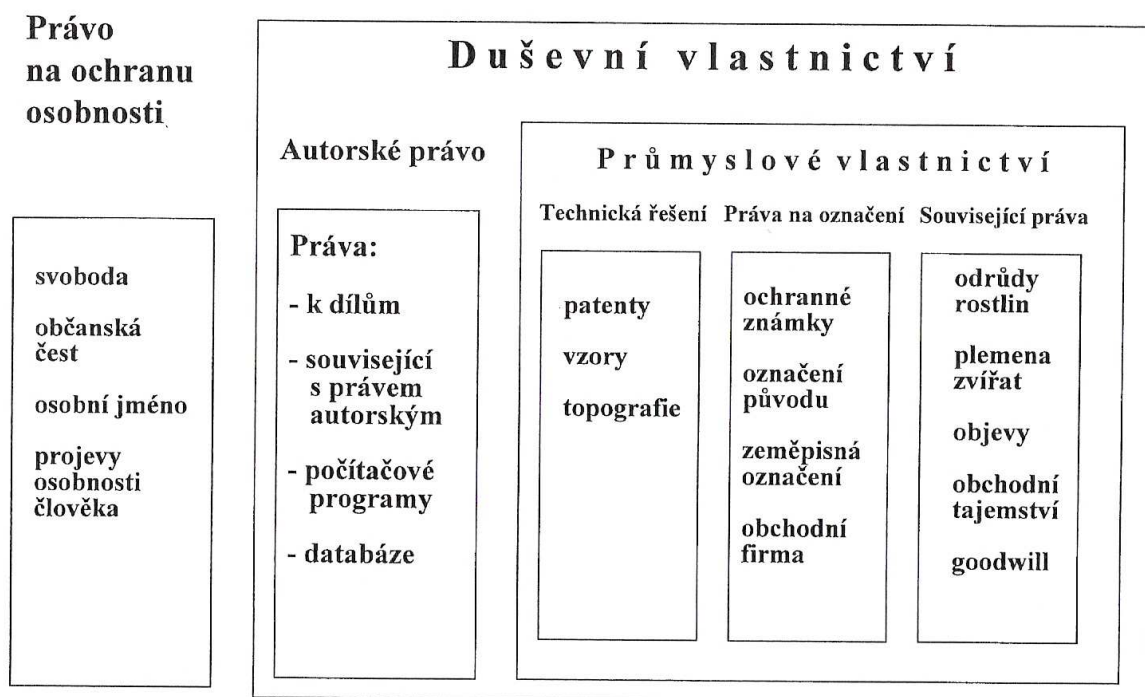 Právo
na ochranu
osobnosti
svoboda
občanská
čest
osobní jméno
projevy
osobnosti
člověka
Duševní vlastnictví
Autorské právo
Práva:
- k dílům
- související
s právem
autorským
- počítačové
programy
- databáze
Průmyslové vlastnictví
Technická řešení
patenty
vzory
topografie
Práva na označení
ochranné
známky
označení
původu
zeměpisná
označení
obchodní
firma
Související práva
odrůdy
rostlin
plemena
zvířat
objevy
obchodní
tajemství
goodwill